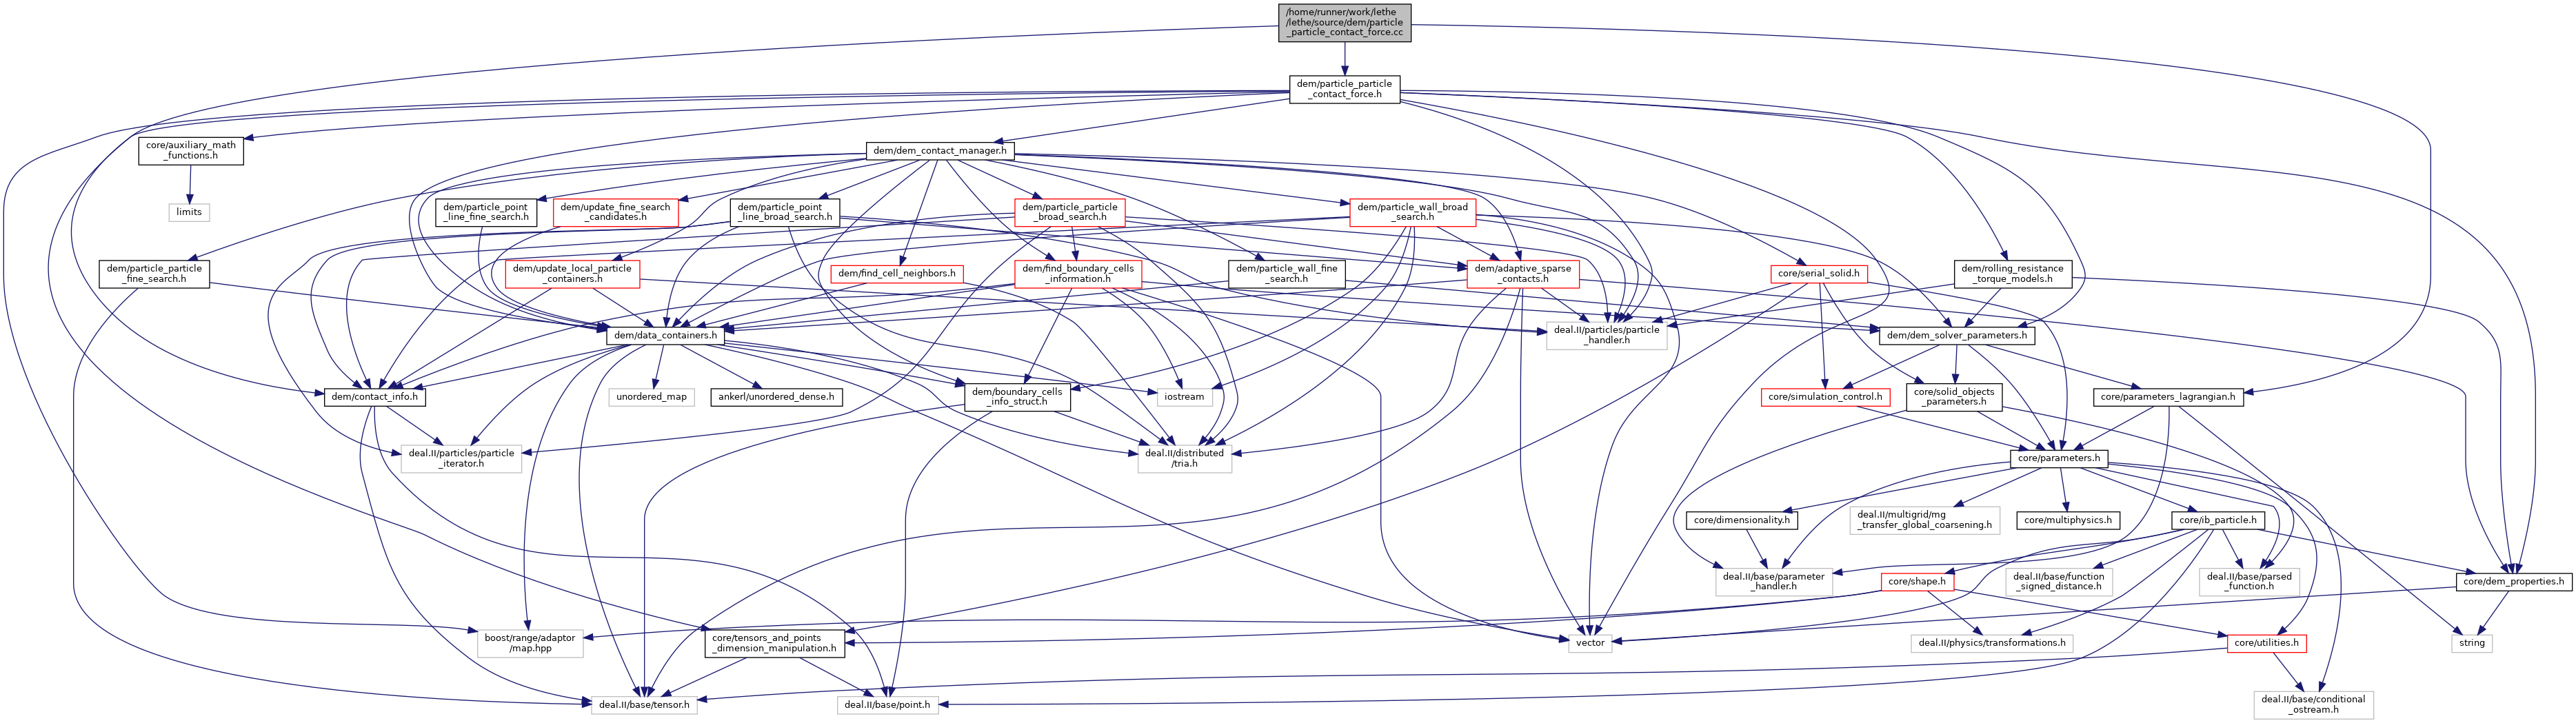 /home/runner/work/lethe
/lethe/source/dem/particle
_particle_contact_force.cc
dem/particle_particle
_contact_force.h
core/auxiliary_math
_functions.h
dem/dem_contact_manager.h
limits
dem/particle_point
_line_fine_search.h
dem/update_fine_search
_candidates.h
dem/particle_point
_line_broad_search.h
dem/particle_particle
_broad_search.h
dem/particle_wall_broad
_search.h
dem/particle_particle
_fine_search.h
dem/update_local_particle
_containers.h
dem/find_cell_neighbors.h
dem/find_boundary_cells
_information.h
dem/particle_wall_fine
_search.h
dem/adaptive_sparse
_contacts.h
core/serial_solid.h
dem/rolling_resistance
_torque_models.h
dem/data_containers.h
deal.II/particles/particle
_handler.h
dem/dem_solver_parameters.h
dem/contact_info.h
unordered_map
ankerl/unordered_dense.h
dem/boundary_cells
_info_struct.h
iostream
core/simulation_control.h
core/solid_objects
_parameters.h
core/parameters_lagrangian.h
deal.II/particles/particle
_iterator.h
deal.II/distributed
/tria.h
core/parameters.h
core/dimensionality.h
deal.II/multigrid/mg
_transfer_global_coarsening.h
core/multiphysics.h
core/ib_particle.h
deal.II/base/parameter
_handler.h
core/shape.h
deal.II/base/function
_signed_distance.h
deal.II/base/parsed
_function.h
core/dem_properties.h
boost/range/adaptor
/map.hpp
core/tensors_and_points
_dimension_manipulation.h
vector
deal.II/physics/transformations.h
core/utilities.h
string
deal.II/base/tensor.h
deal.II/base/point.h
deal.II/base/conditional
_ostream.h